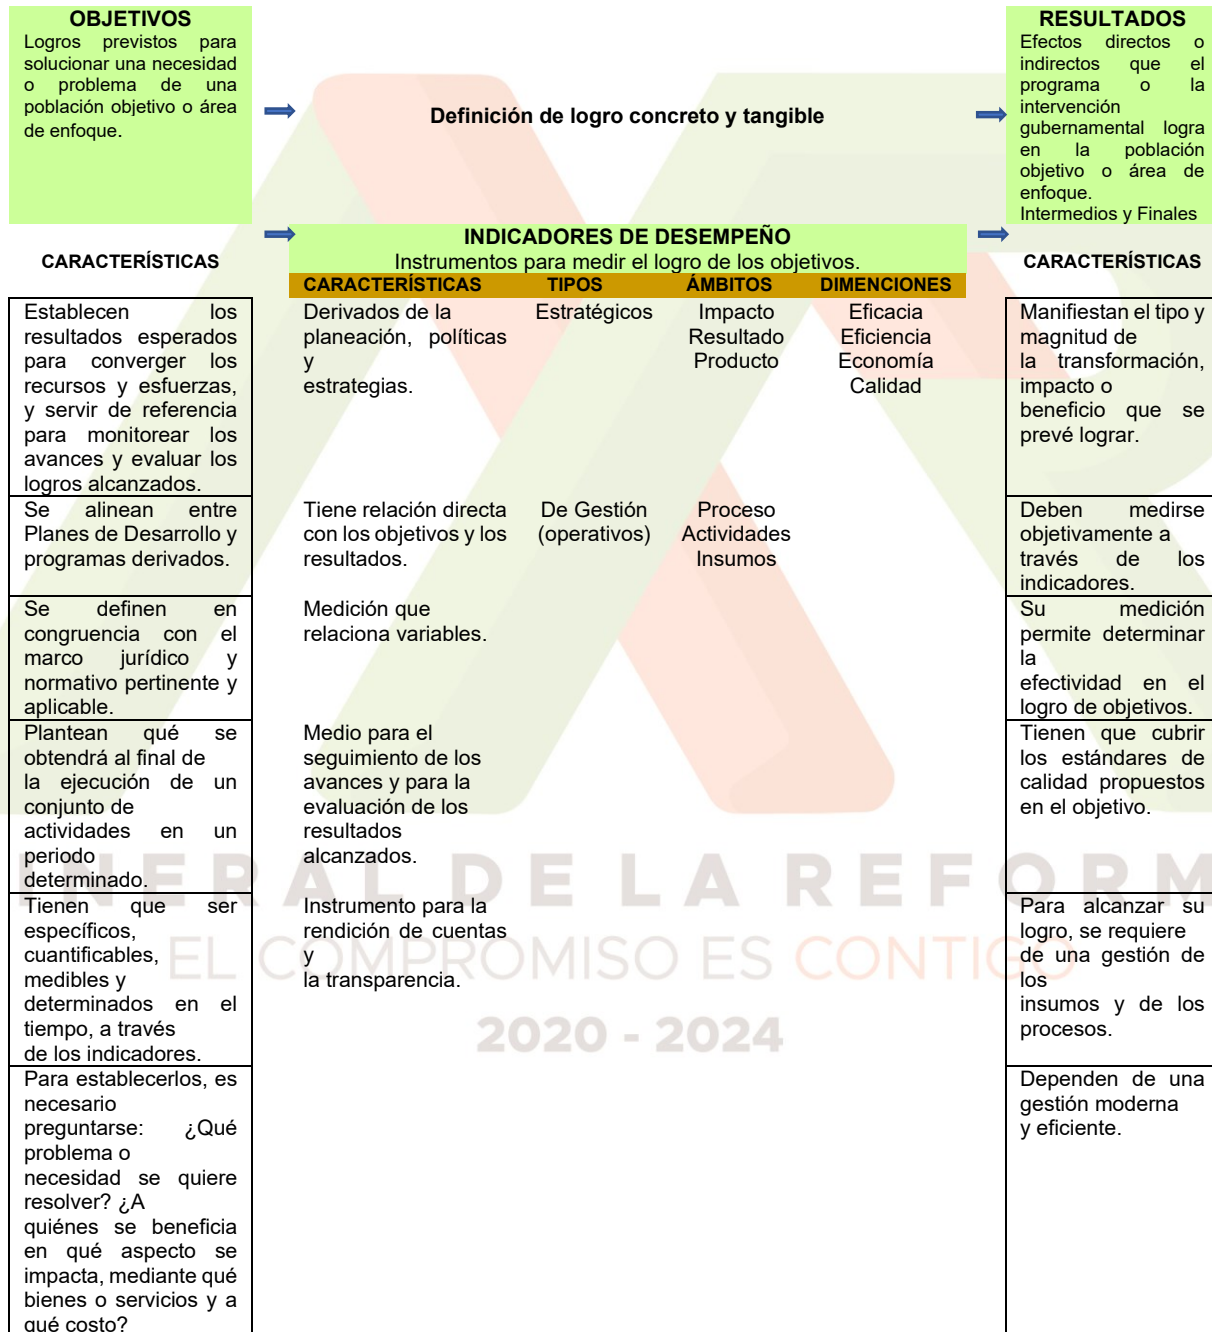 OBJETIVOS
Logros previstos para
solucionar una necesidad
o problema de una
población objetivo o área
de enfoque.
Definición de logro concreto y tangible
RESULTADOS
Efectos directos o
indirectos que el
programa o la
intervención
gubernamental logra
en la población
objetivo o área de
enfoque.
Intermedios y Finales
CARACTERÍSTICAS
INDICADORES DE DESEMPEÑO
Instrumentos para medir el logro de los objetivos.
CARACTERÍSTICAS TIPOS ÁMBITOS DIMENCIONES
CARACTERÍSTICAS
Establecen los
resultados esperados
para converger los
recursos y esfuerzas,
y servir de referencia
para monitorear los
avances y evaluar los
logros alcanzados.
Derivados de la
planeación, políticas
y
estrategias.
Estratégicos
Impacto
Resultado
Producto
Eficacia
Eficiencia
Economía
Calidad
Manifiestan el tipo y
magnitud de
la transformación,
impacto o
beneficio que se
prevé lograr.
Se alinean entre
Planes de Desarrollo y
programas derivados.
Tiene relación directa
con los objetivos y los
resultados.
De Gestión
(operativos)
Proceso
Actividades
Insumos
Deben medirse
objetivamente a
través de los
indicadores.
Se definen en
congruencia con el
marco jurídico y
normativo pertinente y
aplicable.
Medición que
relaciona variables.
Su medición
permite determinar
la
efectividad en el
logro de objetivos.
Plantean qué se
obtendrá al final de
la ejecución de un
conjunto de
actividades en un
periodo
determinado.
Medio para el
seguimiento de los
avances y para la
evaluación de los
resultados
alcanzados.
Tienen que cubrir
los estándares de
calidad propuestos
en el objetivo.
Tienen que ser
específicos,
cuantificables,
medibles y
determinados en el
tiempo, a través
de los indicadores.
Instrumento para la
rendición de cuentas
y
la transparencia.
Para alcanzar su
logro, se requiere
de una gestión de
los
insumos y de los
procesos.
Para establecerlos, es
necesario
preguntarse: ¿Qué
problema o
necesidad se quiere
resolver? ¿A
quiénes se beneficia
en qué aspecto se
impacta, mediante qué
bienes o servicios y a
qué costo?
Dependen de una
gestión moderna
y eficiente.
INERAL DE LA REFORM
EL COMPROMISO ES CONTIGO
2020 - 2024